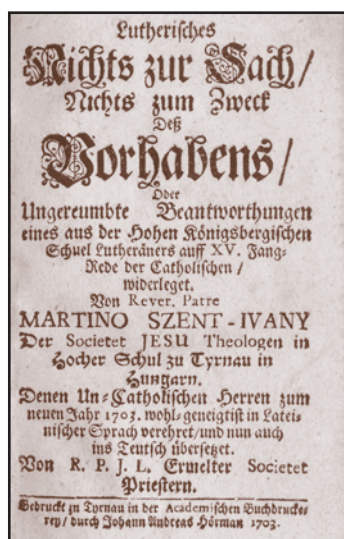 Lutherisches
Nichts zur Sach/
Nichts zum Zweck
Deß
Vorhabens/
Oder
Ungereumbte Beantworthungen
eines aus der Hohen Königsbergischen
Schuel Lutheräners auff XV. Fang-
Rede der Catholischen /
widerleget.
Von Rever. Patre
MARTINO SZENT-IVANY
Der Societet JESU Theologen in
Hocher Schul zu Tyrnau in
Hungarn.
Denen Un-Catholischen Herren zum
neuen Jahr 1703. wohl-geneigtist in Latei-
nischer Sprach verehret/und nun auch
ins Teutsch übersetzet.
Von R. P. J. L. Ermelter Societet
Priestern.
Gedruckt zu Tyrnau in der Academischen Buchdrucke-
rey/durch Johann Andreas Hörman 1703.